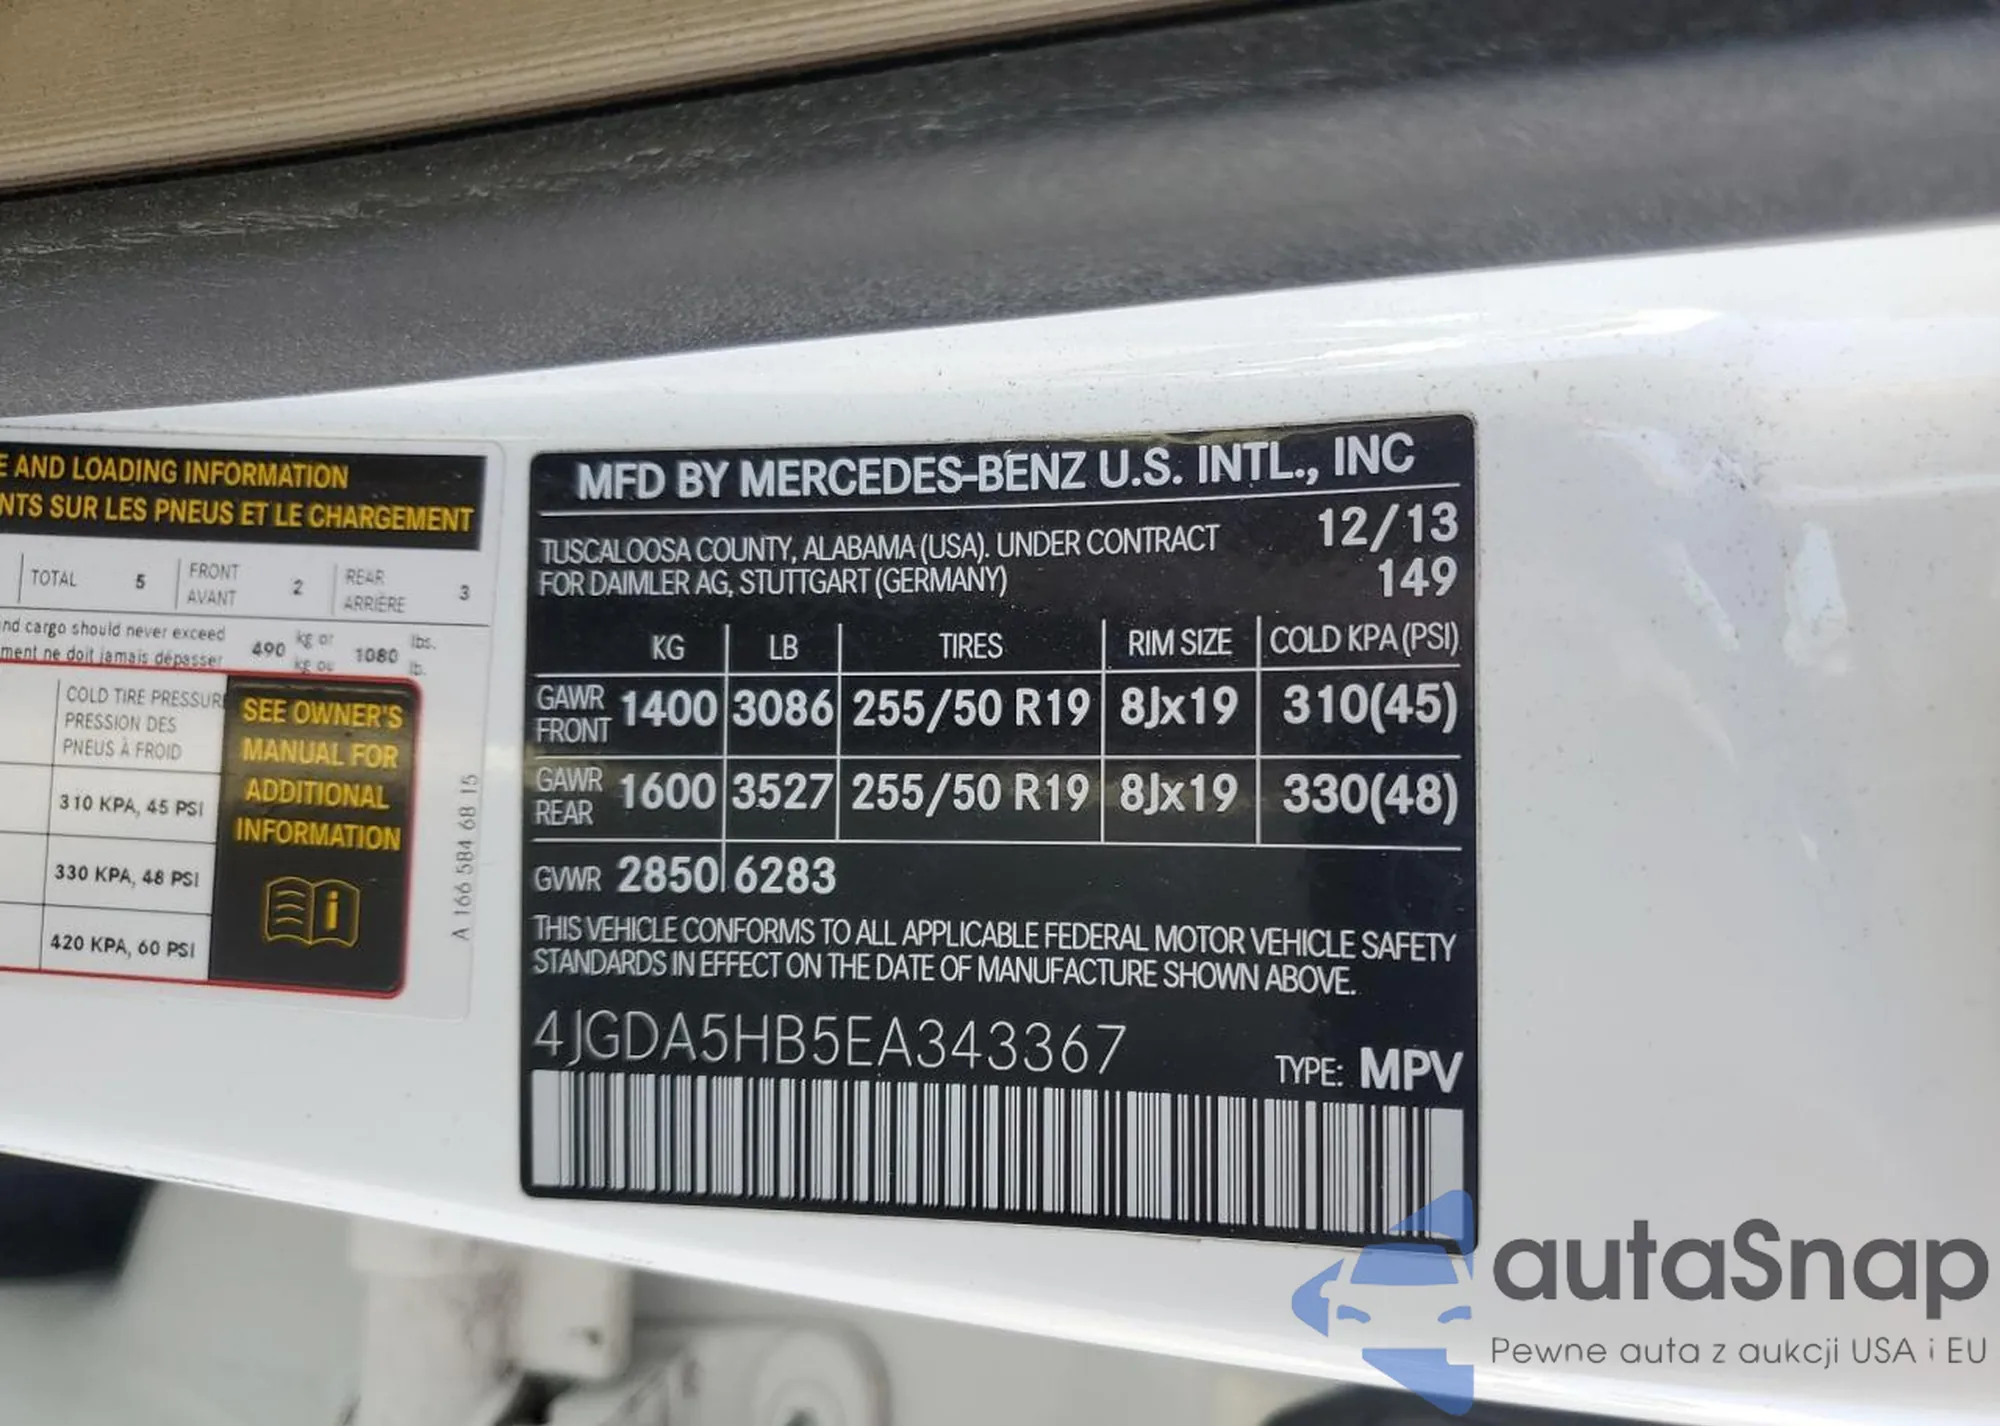 E AND LOADING INFORMATION
NTS SUR LES PNEUS ET LE CHARGEMENT
TOTAL 5 FRONT AVANT 2 REAR ARRIÈRE 3
nd cargo should never exceed
ment ne doit jamais dépasser
490 kg or kg ou 1080 lbs. lb.
COLD TIRE PRESSURE
PRESSION DES
PNEUS À FROID
310 KPA, 45 PSI
330 KPA, 48 PSI
420 KPA, 60 PSI
SEE OWNER'S
MANUAL FOR
ADDITIONAL
INFORMATION
A 166 584 68 15
MFD BY MERCEDES-BENZ U.S. INTL., INC
TUSCALOOSA COUNTY, ALABAMA (USA). UNDER CONTRACT
FOR DAIMLER AG, STUTTGART (GERMANY)
12/13
149
KG LB TIRES RIM SIZE COLD KPA (PSI)
GAWR FRONT 1400 3086 255/50 R19 8Jx19 310(45)
GAWR REAR 1600 3527 255/50 R19 8Jx19 330(48)
GVWR 2850 6283
THIS VEHICLE CONFORMS TO ALL APPLICABLE FEDERAL MOTOR VEHICLE SAFETY
STANDARDS IN EFFECT ON THE DATE OF MANUFACTURE SHOWN ABOVE.
4JGDA5HB5EA343367
TYPE: MPV
autaSnap
Pewne auta z aukcji USA i EU